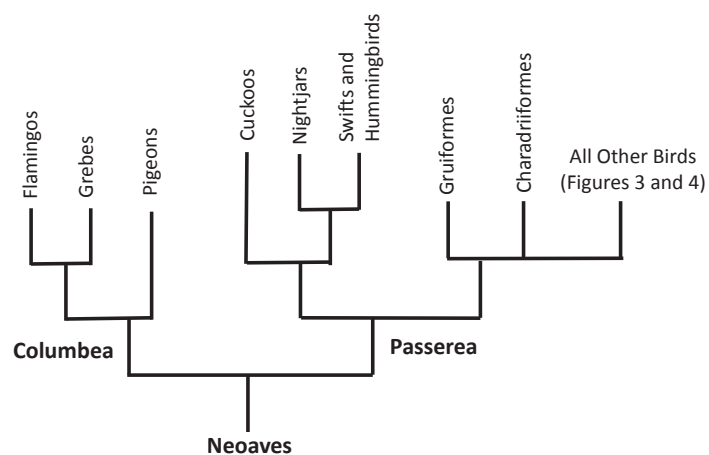 Flamingos
Grebes
Pigeons
Cuckoos
Nightjars
Swifts and
Hummingbirds
Gruiformes
Charadriiformes
All Other Birds
(Figures 3 and 4)
Columbea
Passerea
Neoaves